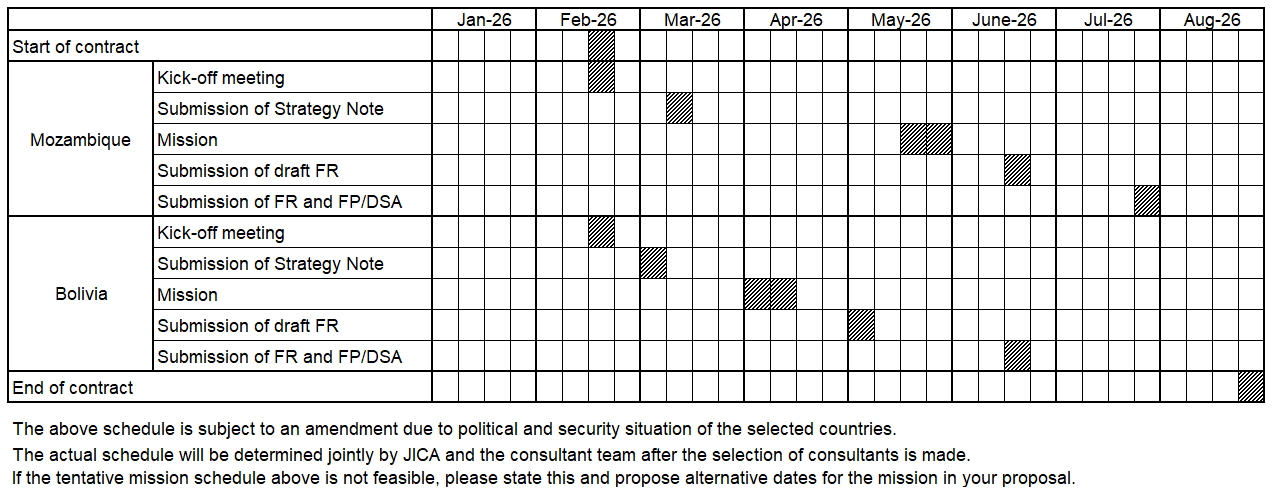 Jan-26 Feb-26 Mar-26 Apr-26 May-26 June-26 Jul-26 Aug-26
Start of contract
Mozambique
Kick-off meeting
Submission of Strategy Note
Mission
Submission of draft FR
Submission of FR and FP/DSA
Bolivia
Kick-off meeting
Submission of Strategy Note
Mission
Submission of draft FR
Submission of FR and FP/DSA
End of contract
The above schedule is subject to an amendment due to political and security situation of the selected countries.
The actual schedule will be determined jointly by JICA and the consultant team after the selection of consultants is made.
If the tentative mission schedule above is not feasible, please state this and propose alternative dates for the mission in your proposal.